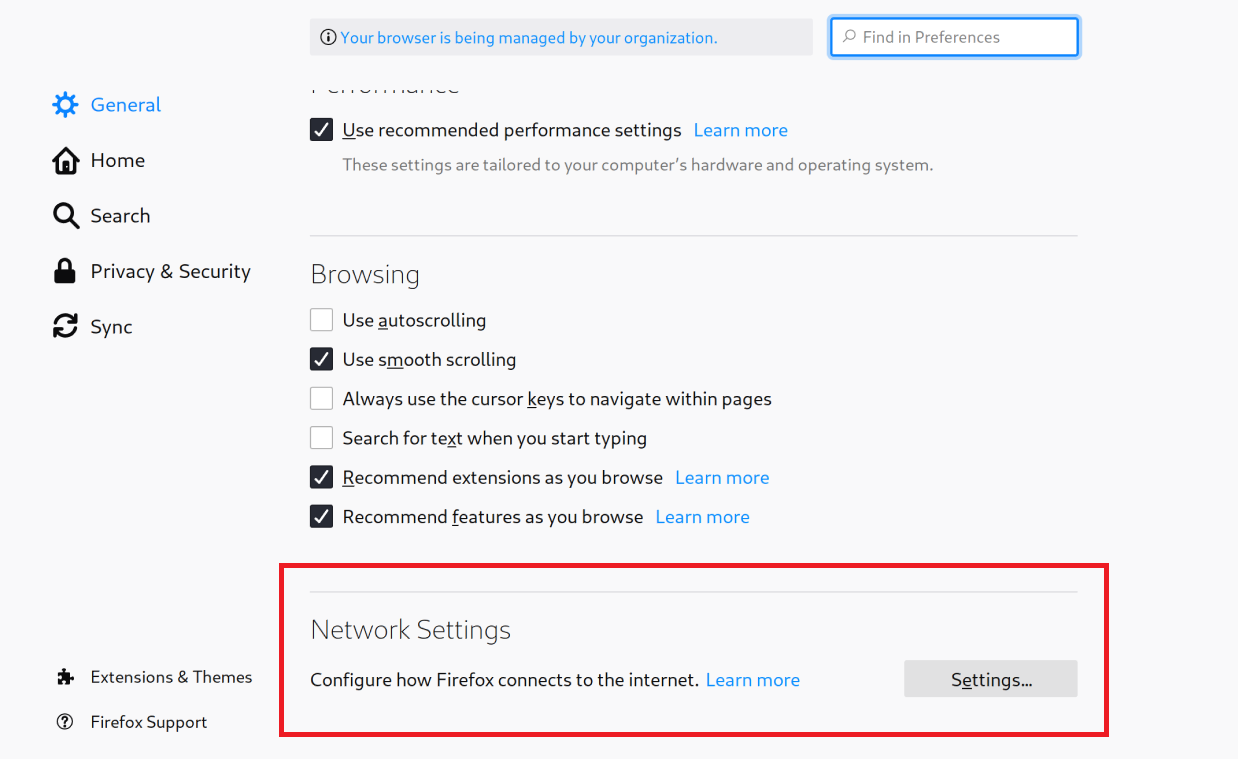 Your browser is being managed by your organization.
Find in Preferences
General
Home
Search
Privacy & Security
Sync
Extensions & Themes
Firefox Support
Performance
Use recommended performance settings Learn more
These settings are tailored to your computer’s hardware and operating system.
Browsing
Use autoscrolling
Use smooth scrolling
Always use the cursor keys to navigate within pages
Search for text when you start typing
Recommend extensions as you browse Learn more
Recommend features as you browse Learn more
Network Settings
Configure how Firefox connects to the internet. Learn more
Settings...